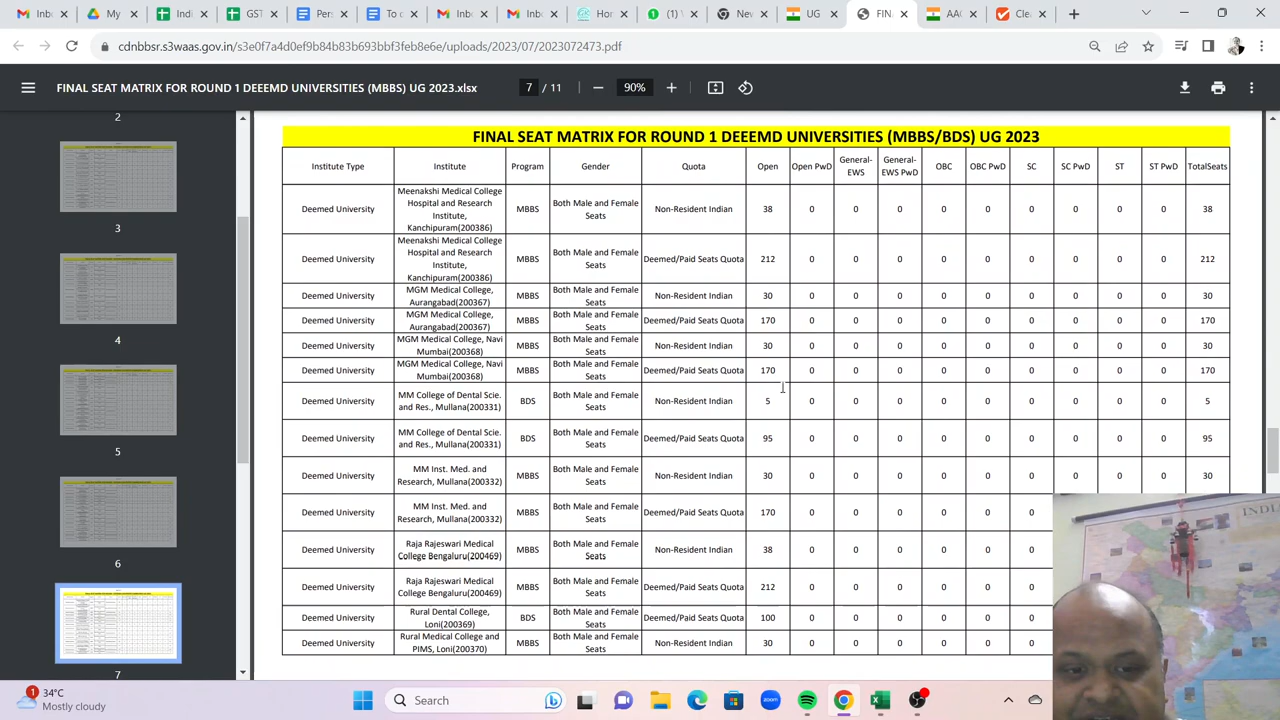 Inbo
My
Indi
GST
Pers
To d
Inbo
Inbo
Hor
(1) \
Nev
UG
FIN
AAC
Cle
cdnbbsr.s3waas.gov.in/s3e0f7a4d0ef9b84b83b693bbf3feb8e6e/uploads/2023/07/2023072473.pdf
FINAL SEAT MATRIX FOR ROUND 1 DEEEMD UNIVERSITIES (MBBS) UG 2023.xlsx
7 / 11
90%
2
3
4
5
6
7
FINAL SEAT MATRIX FOR ROUND 1 DEEEMD UNIVERSITIES (MBBS/BDS) UG 2023
Institute Type Institute Program Gender Quota Open Open PwD General-EWS General-EWS PwD OBC OBC PwD SC SC PwD ST ST PwD TotalSeats
Deemed University Meenakshi Medical College Hospital and Research Institute, Kanchipuram(200386) MBBS Both Male and Female Seats Non-Resident Indian 38 0 0 0 0 0 0 0 0 0 38
Deemed University Meenakshi Medical College Hospital and Research Institute, Kanchipuram(200386) MBBS Both Male and Female Seats Deemed/Paid Seats Quota 212 0 0 0 0 0 0 0 0 0 212
Deemed University MGM Medical College, Aurangabad(200367) MBBS Both Male and Female Seats Non-Resident Indian 30 0 0 0 0 0 0 0 0 0 30
Deemed University MGM Medical College, Aurangabad(200367) MBBS Both Male and Female Seats Deemed/Paid Seats Quota 170 0 0 0 0 0 0 0 0 0 170
Deemed University MGM Medical College, Navi Mumbai(200368) MBBS Both Male and Female Seats Non-Resident Indian 30 0 0 0 0 0 0 0 0 0 30
Deemed University MGM Medical College, Navi Mumbai(200368) MBBS Both Male and Female Seats Deemed/Paid Seats Quota 170 0 0 0 0 0 0 0 0 0 170
Deemed University MM College of Dental Scie. and Res., Mullana(200331) BDS Both Male and Female Seats Non-Resident Indian 5 0 0 0 0 0 0 0 0 0 5
Deemed University MM College of Dental Scie. and Res., Mullana(200331) BDS Both Male and Female Seats Deemed/Paid Seats Quota 95 0 0 0 0 0 0 0 0 0 95
Deemed University MM Inst. Med. and Research, Mullana(200332) MBBS Both Male and Female Seats Non-Resident Indian 30 0 0 0 0 0 0 0 0 0 30
Deemed University MM Inst. Med. and Research, Mullana(200332) MBBS Both Male and Female Seats Deemed/Paid Seats Quota 170 0 0 0 0 0 0
Deemed University Raja Rajeswari Medical College Bengaluru(200469) MBBS Both Male and Female Seats Non-Resident Indian 38 0 0 0 0 0 0
Deemed University Raja Rajeswari Medical College Bengaluru(200469) MBBS Both Male and Female Seats Deemed/Paid Seats Quota 212 0 0 0 0 0 0
Deemed University Rural Dental College, Loni(200369) BDS Both Male and Female Seats Deemed/Paid Seats Quota 100 0 0 0 0 0 0
Deemed University Rural Medical College and PIMS, Loni(200370) MBBS Both Male and Female Seats Non-Resident Indian 30 0 0 0 0 0 0
INDI
1
34°C
Mostly cloudy
Search
zoom